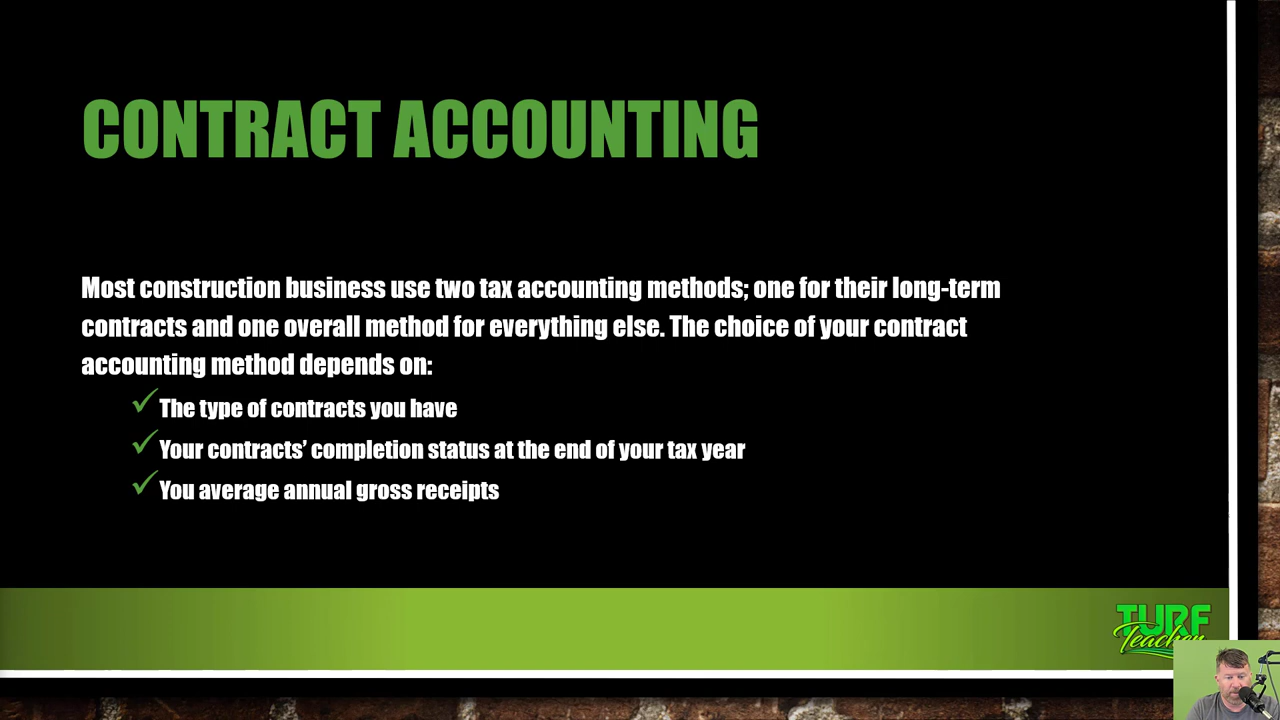 CONTRACT ACCOUNTING
Most construction business use two tax accounting methods; one for their long-term
contracts and one overall method for everything else. The choice of your contract
accounting method depends on:
The type of contracts you have
Your contracts’ completion status at the end of your tax year
You average annual gross receipts
TURF
Teacher